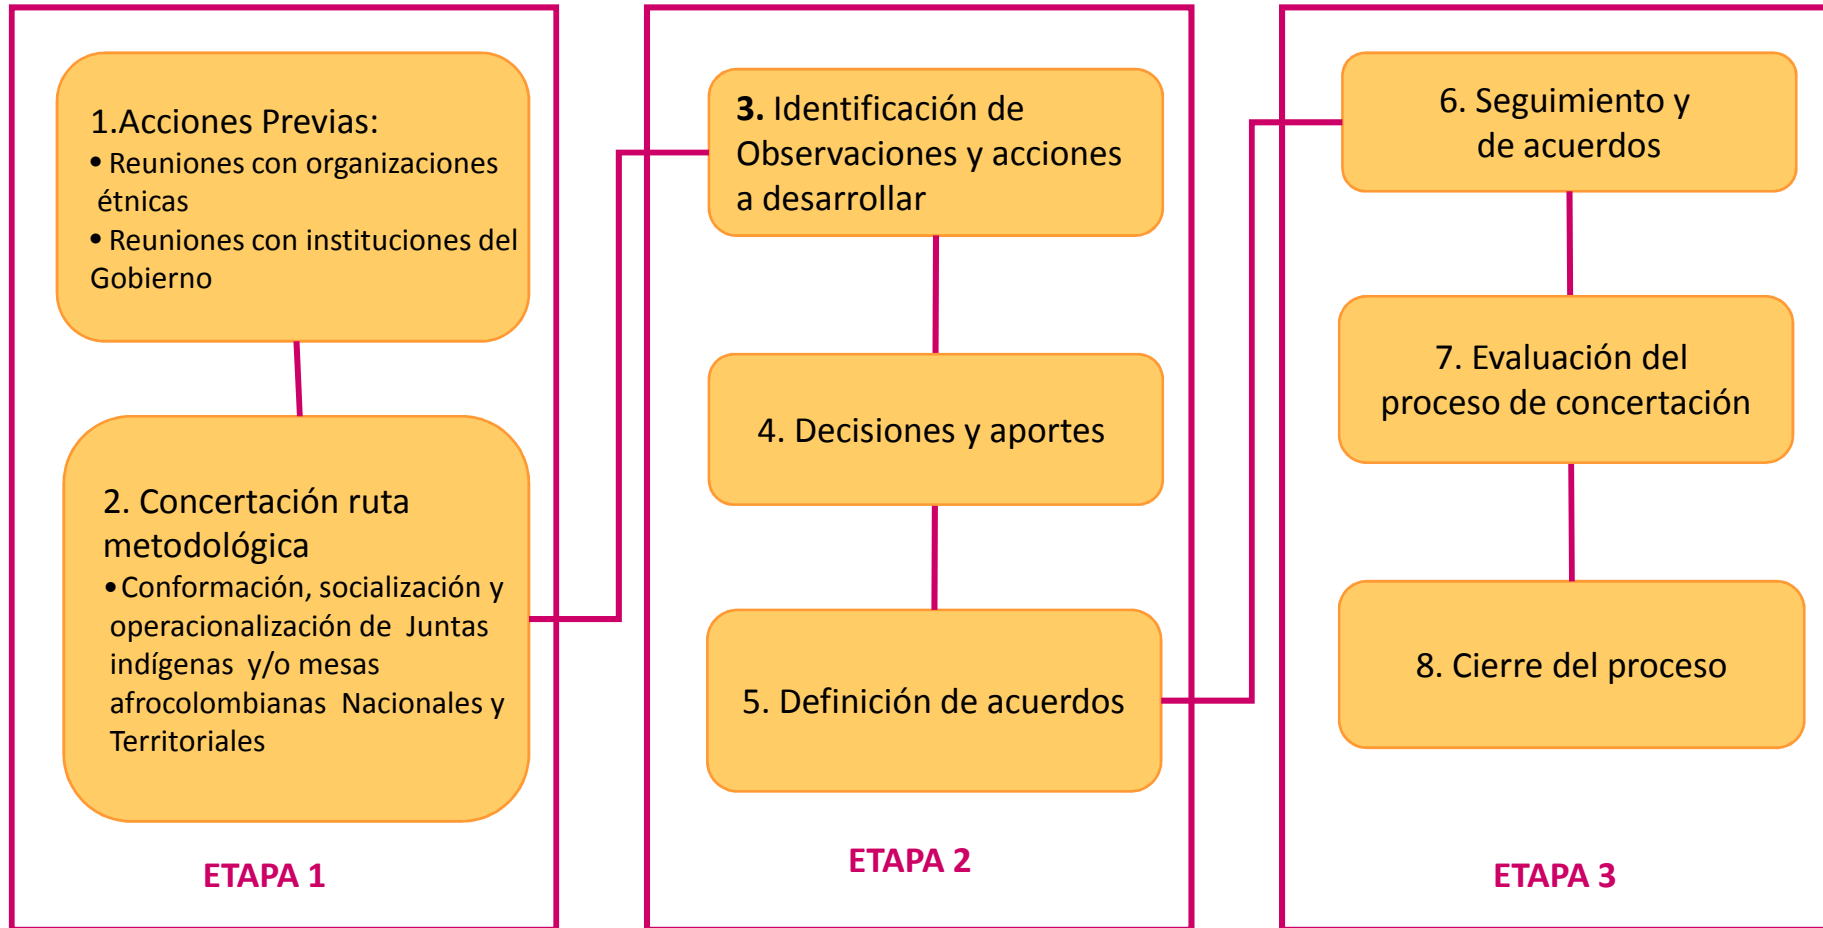 1.Acciones Previas:
• Reuniones con organizaciones
étnicas
• Reuniones con instituciones del
Gobierno
2. Concertación ruta
metodológica
• Conformación, socialización y
operacionalización de Juntas
indígenas y/o mesas
afrocolombianas Nacionales y
Territoriales
ETAPA 1
3. Identificación de
Observaciones y acciones
a desarrollar
4. Decisiones y aportes
5. Definición de acuerdos
ETAPA 2
6. Seguimiento y
de acuerdos
7. Evaluación del
proceso de concertación
8. Cierre del proceso
ETAPA 3